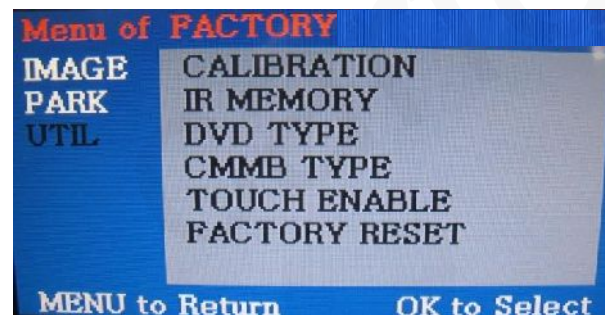 Menu of FACTORY
IMAGE
PARK
UTIL
CALIBRATION
IR MEMORY
DVD TYPE
CMMB TYPE
TOUCH ENABLE
FACTORY RESET
MENU to Return
OK to Select